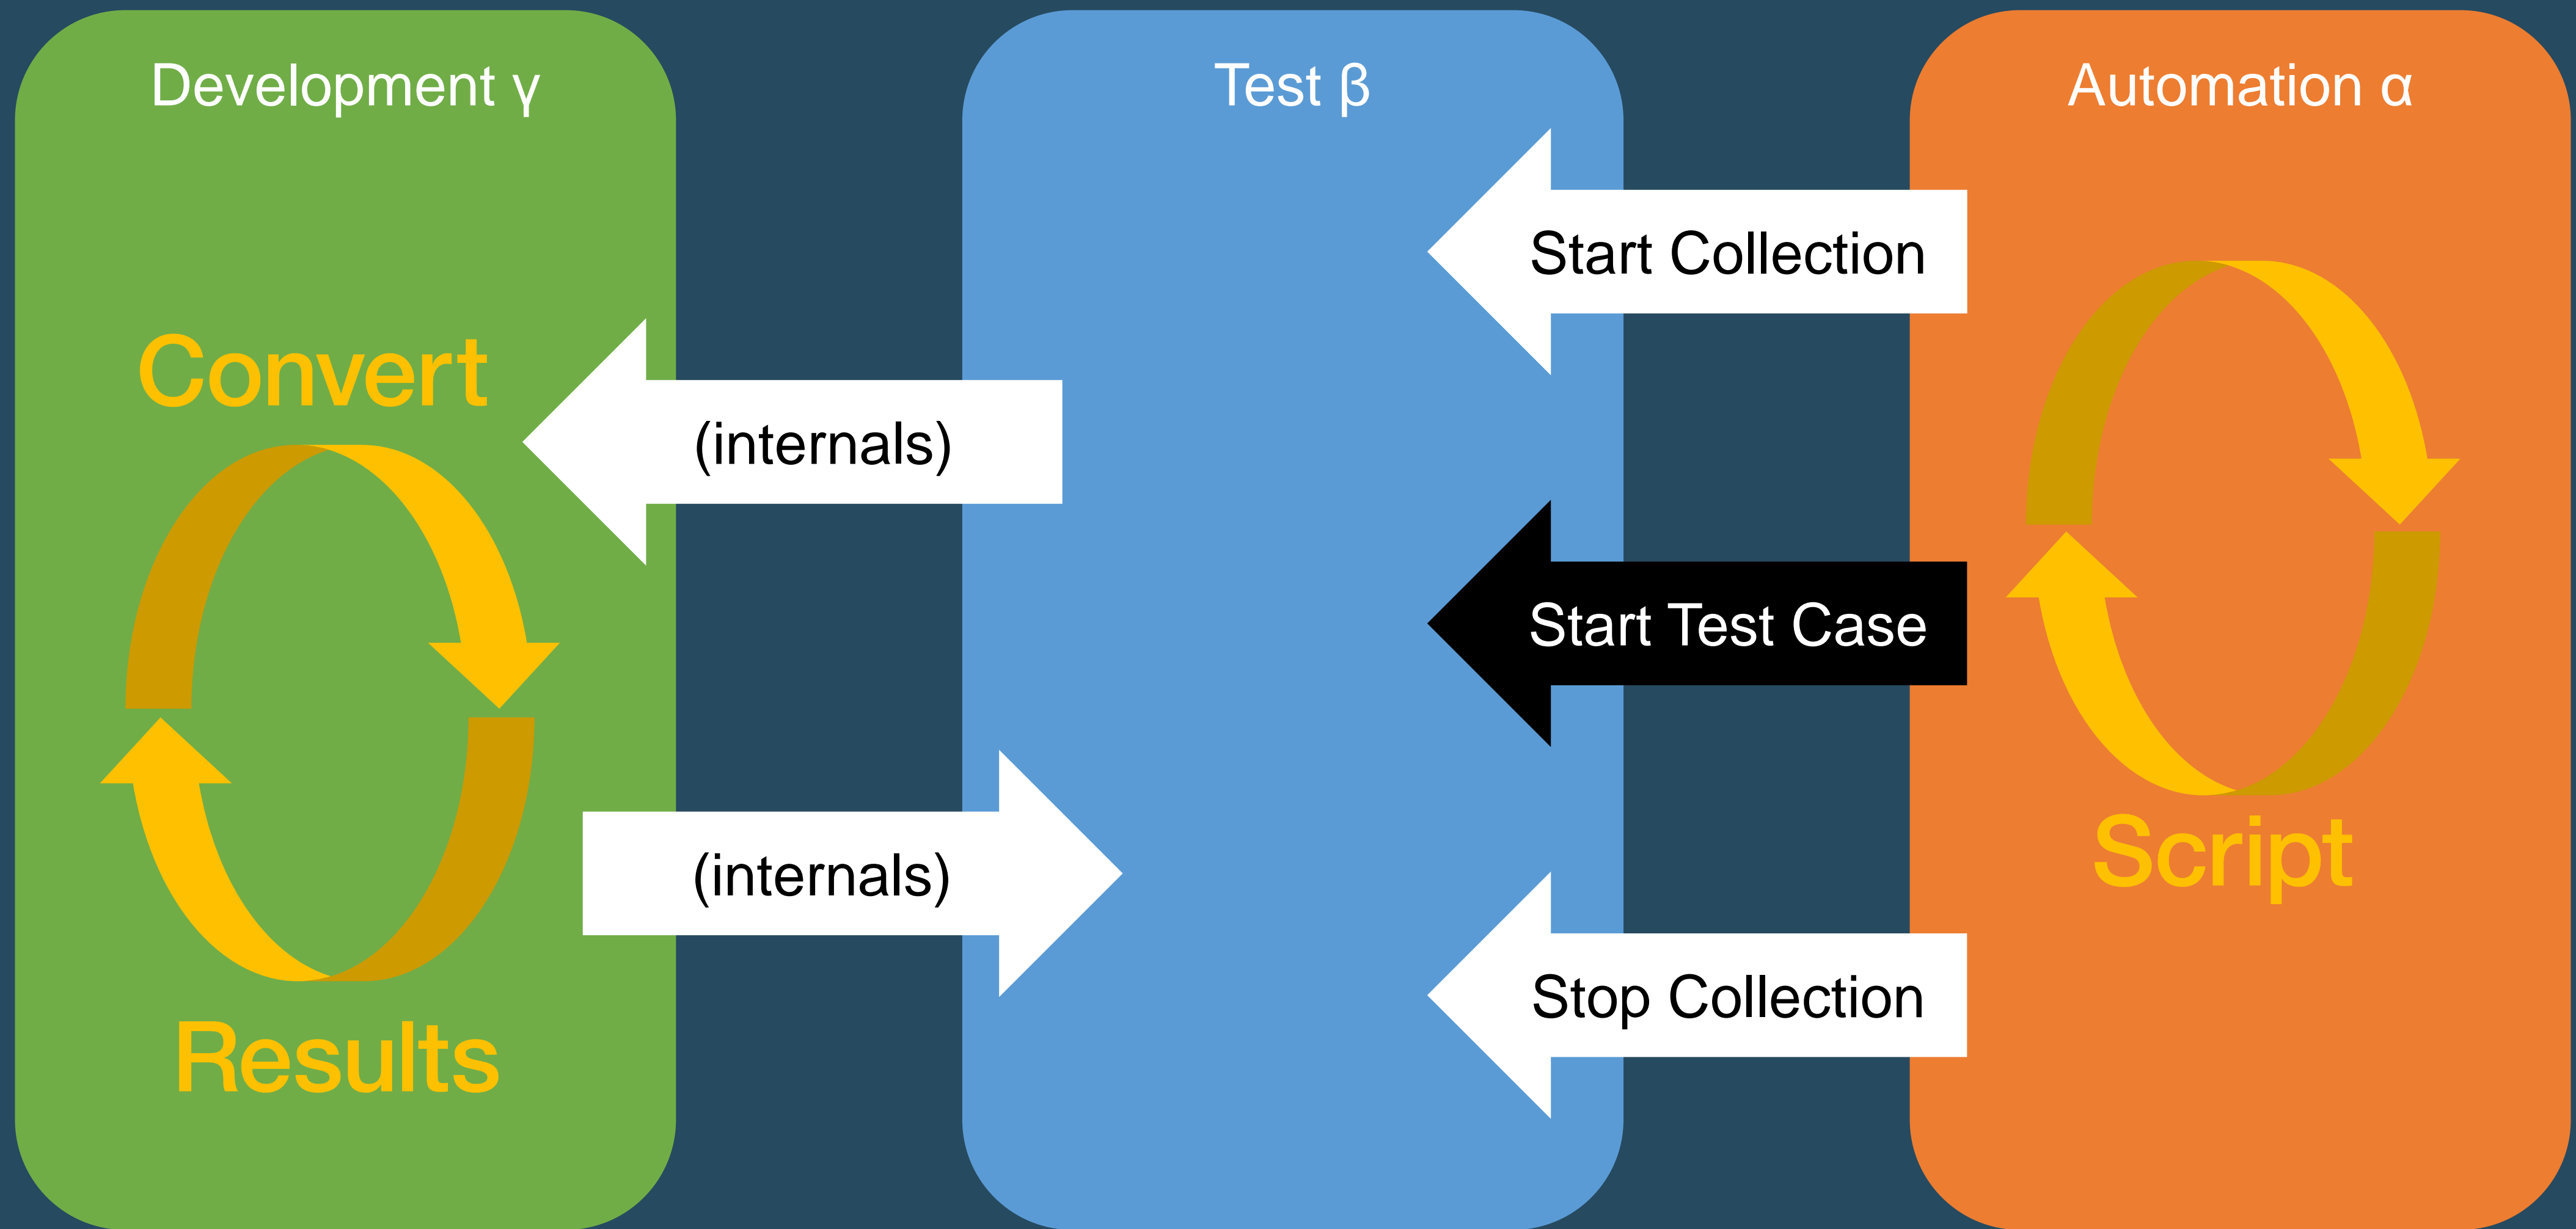 Development γ
Test β
Automation α
Start Collection
Convert
(internals)
Start Test Case
Script
(internals)
Stop Collection
Results